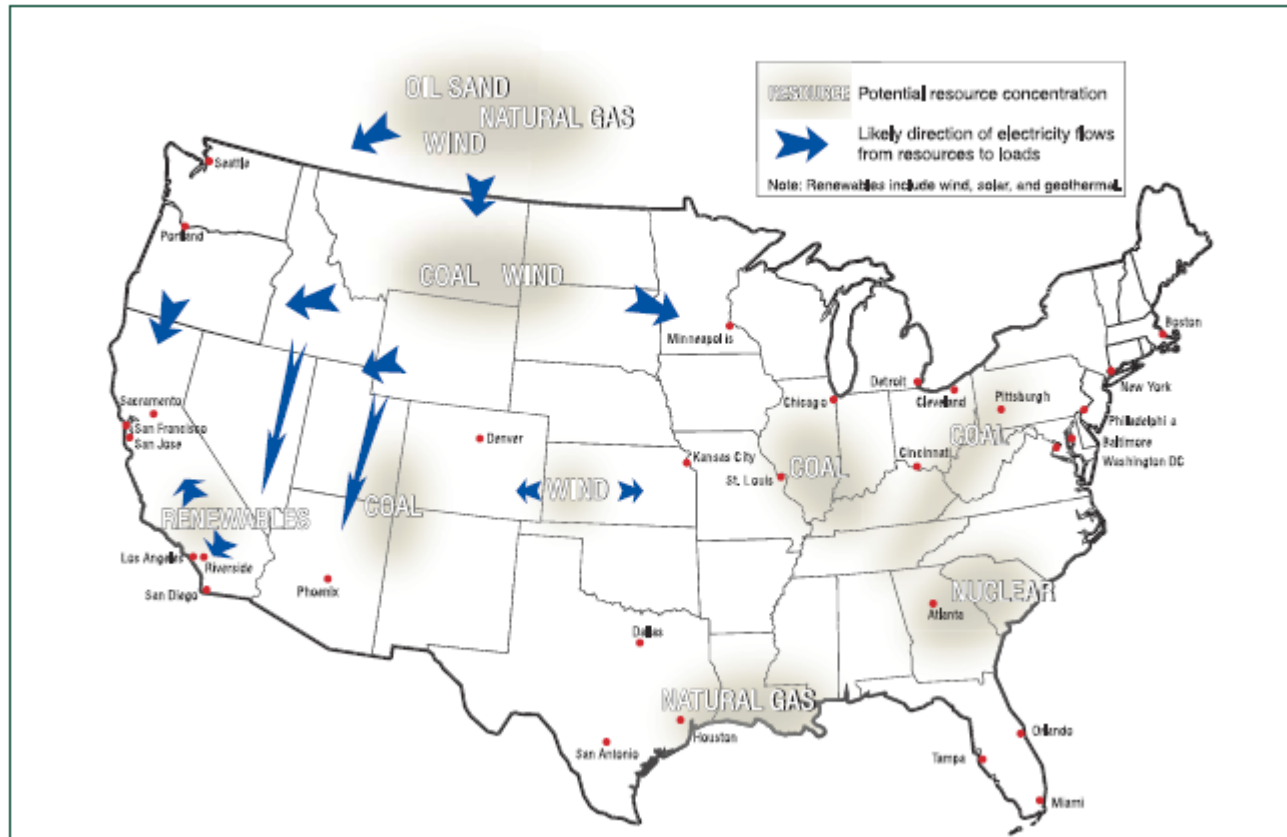 RESOURCE Potential resource concentration
Likely direction of electricity flows
from resources to loads
Note: Renewables include wind, solar, and geothermal.
OIL SAND
NATURAL GAS
WIND
Seattle
Portland
COAL WIND
Minneapolis
Boston
Detroit
Cleveland
Pittsburgh
New York
Chicago
Philadelphia
Sacramento
San Francisco
San Jose
Denver
Kansas City
St. Louis
COAL
Cincinnati
COAL
Baltimore
Washington DC
WIND
COAL
RENEWABLES
Los Angeles
Riverside
San Diego
Phoenix
NUCLEAR
Atlanta
Dallas
NATURAL GAS
Houston
San Antonio
Orlando
Tampa
Miami